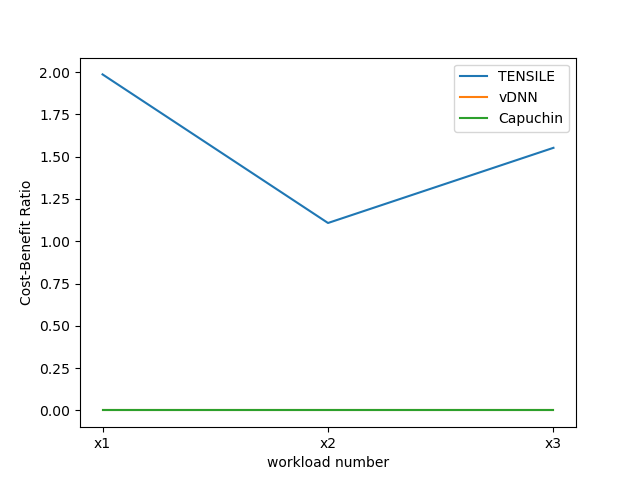 2.00
1.75
1.50
1.25
1.00
0.75
0.50
0.25
0.00
Cost-Benefit Ratio
TENSILE
vDNN
Capuchin
x1 x2 x3
workload number